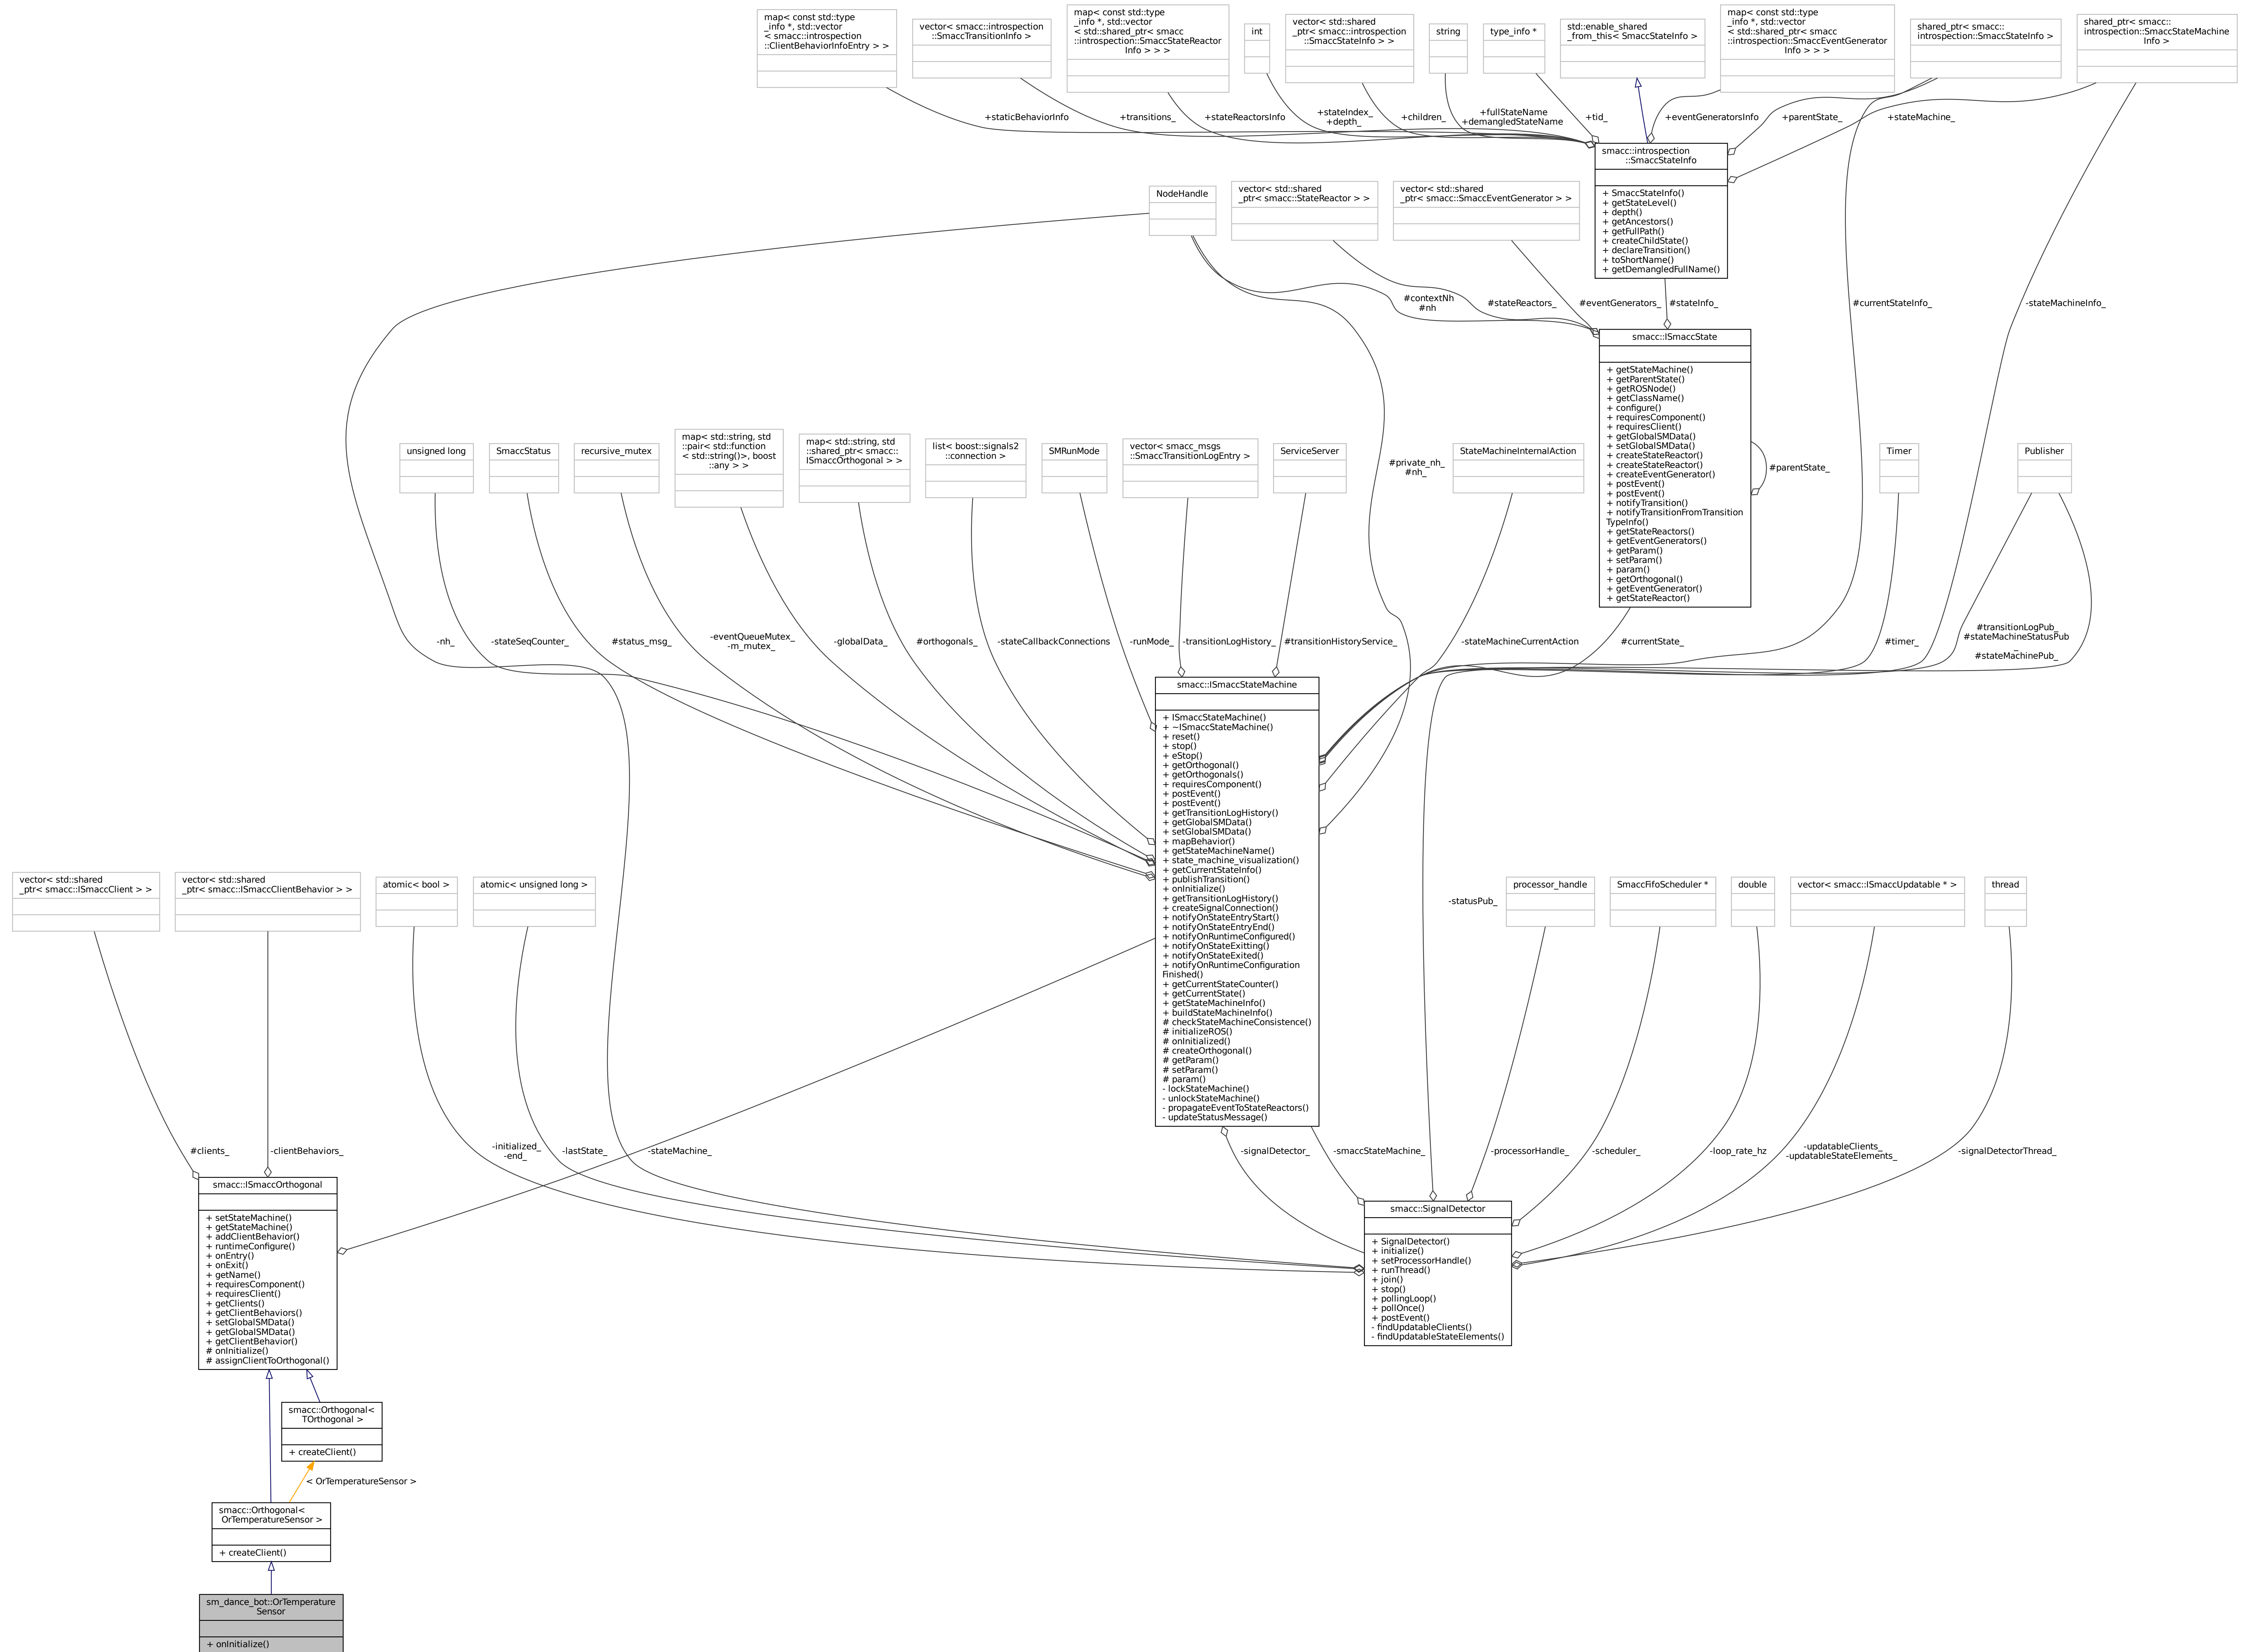 map< const std::type
_info *, std::vector
< smacc::introspection
::ClientBehaviorInfoEntry > >
vector< smacc::introspection
::SmaccTransitionInfo >
map< const std::type
_info *, std::vector
< std::shared_ptr< smacc
::introspection::SmaccStateReactor
Info > > >
int
vector< std::shared
_ptr< smacc::introspection
::SmaccStateInfo > >
string
type_info *
std::enable_shared
_from_this< SmaccStateInfo >
map< const std::type
_info *, std::vector
< std::shared_ptr< smacc
::introspection::SmaccEventGenerator
Info > > >
shared_ptr< smacc::
introspection::SmaccStateInfo >
shared_ptr< smacc::
introspection::SmaccStateMachine
Info >
+staticBehaviorInfo
+transitions_
+stateReactorsInfo
+stateIndex_
+depth_
+children_
+fullStateName
+demangledStateName
+tid_
+eventGeneratorsInfo
+parentState_
+stateMachine_
smacc::introspection
::SmaccStateInfo
+ SmaccStateInfo()
+ getStateLevel()
+ depth()
+ getAncestors()
+ getFullPath()
+ createChildState()
+ declareTransition()
+ toShortName()
+ getDemangledFullName()
NodeHandle
vector< std::shared
_ptr< smacc::StateReactor > >
vector< std::shared
_ptr< smacc::SmaccEventGenerator > >
#contextNh
#nh
#stateReactors_
#eventGenerators_
#stateInfo_
#currentStateInfo_
-stateMachineInfo_
smacc::ISmaccState
+ getStateMachine()
+ getParentState()
+ getROSNode()
+ getClassName()
+ configure()
+ requiresComponent()
+ requiresClient()
+ getGlobalSMData()
+ setGlobalSMData()
+ createStateReactor()
+ createStateReactor()
+ createEventGenerator()
+ postEvent()
+ postEvent()
+ notifyTransition()
+ notifyTransitionFromTransition
TypeInfo()
+ getStateReactors()
+ getEventGenerators()
+ getParam()
+ setParam()
+ param()
+ getOrthogonal()
+ getEventGenerator()
+ getStateReactor()
#parentState_
unsigned long
SmaccStatus
recursive_mutex
map< std::string, std
::pair< std::function
< std::string()>, boost
::any > >
map< std::string, std
::shared_ptr< smacc::
ISmaccOrthogonal > >
list< boost::signals2
::connection >
SMRunMode
vector< smacc_msgs
::SmaccTransitionLogEntry >
ServiceServer
#private_nh_
#nh_
StateMachineInternalAction
Timer
Publisher
-nh_
-stateSeqCounter_
#status_msg_
-eventQueueMutex_
-m_mutex_
-globalData_
#orthogonals_
-stateCallbackConnections
-runMode_
-transitionLogHistory_
#transitionHistoryService_
-stateMachineCurrentAction
#currentState_
#timer_
#transitionLogPub_
#stateMachineStatusPub
_
#stateMachinePub_
smacc::ISmaccStateMachine
+ ISmaccStateMachine()
+ ~ISmaccStateMachine()
+ reset()
+ stop()
+ eStop()
+ getOrthogonal()
+ getOrthogonals()
+ requiresComponent()
+ postEvent()
+ postEvent()
+ getTransitionLogHistory()
+ getGlobalSMData()
+ setGlobalSMData()
+ mapBehavior()
+ getStateMachineName()
+ state_machine_visualization()
+ getCurrentStateInfo()
+ publishTransition()
+ onInitialize()
+ getTransitionLogHistory()
+ createSignalConnection()
+ notifyOnStateEntryStart()
+ notifyOnStateEntryEnd()
+ notifyOnRuntimeConfigured()
+ notifyOnStateExitting()
+ notifyOnStateExited()
+ notifyOnRuntimeConfiguration
Finished()
+ getCurrentStateCounter()
+ getCurrentState()
+ getStateMachineInfo()
+ buildStateMachineInfo()
# checkStateMachineConsistence()
# initializeROS()
# onInitialized()
# createOrthogonal()
# getParam()
# setParam()
# param()
- lockStateMachine()
- unlockStateMachine()
- propagateEventToStateReactors()
- updateStatusMessage()
vector< std::shared
_ptr< smacc::ISmaccClient > >
vector< std::shared
_ptr< smacc::ISmaccClientBehavior > >
atomic< bool >
atomic< unsigned long >
-statusPub_
processor_handle
SmaccFifoScheduler *
double
vector< smacc::ISmaccUpdatable * >
thread
#clients_
-clientBehaviors_
-initialized_
-end_
-lastState_
-stateMachine_
-signalDetector_
-smaccStateMachine_
-processorHandle_
-scheduler_
-loop_rate_hz
-updatableClients_
-updatableStateElements_
-signalDetectorThread_
smacc::ISmaccOrthogonal
+ setStateMachine()
+ getStateMachine()
+ addClientBehavior()
+ runtimeConfigure()
+ onEntry()
+ onExit()
+ getName()
+ requiresComponent()
+ requiresClient()
+ getClients()
+ getClientBehaviors()
+ setGlobalSMData()
+ getGlobalSMData()
+ getClientBehavior()
# onInitialize()
# assignClientToOrthogonal()
smacc::SignalDetector
+ SignalDetector()
+ initialize()
+ setProcessorHandle()
+ runThread()
+ join()
+ stop()
+ pollingLoop()
+ pollOnce()
+ postEvent()
- findUpdatableClients()
- findUpdatableStateElements()
smacc::Orthogonal<
TOrthogonal >
+ createClient()
< OrTemperatureSensor >
smacc::Orthogonal<
OrTemperatureSensor >
+ createClient()
sm_dance_bot::OrTemperature
Sensor
+ onInitialize()